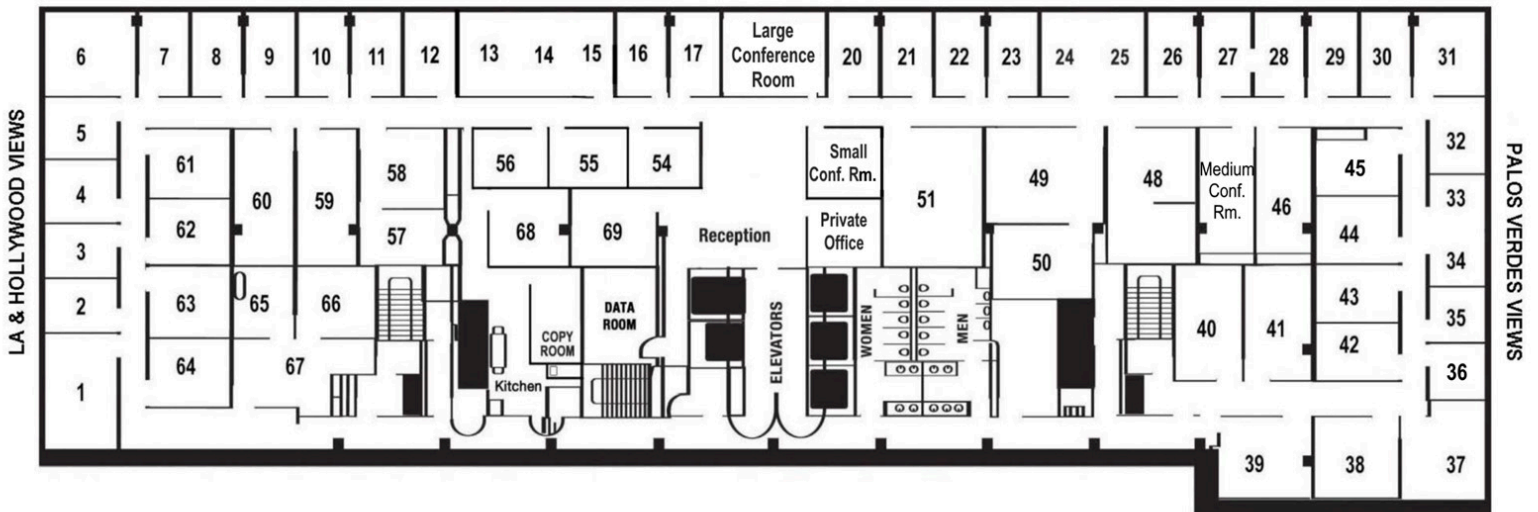 6 7 8 9 10 11 12 13 14 15 16 17
Large
Conference
Room
20 21 22 23 24 25 26 27 28 29 30 31
5
4
3
2
1
LA & HOLLYWOOD VIEWS
61
62
63
64
60
59
58
57
65
66
67
56 55 54
68 69
COPY
ROOM
DATA
ROOM
Kitchen
Reception
ELEVATORS
Small
Conf. Rm.
Private
Office
WOMEN
MEN
51
49
50
48
Medium
Conf.
Rm.
46
45
44
43
42
40 41
32
33
34
35
36
39 38 37
PALOS VERDES VIEWS